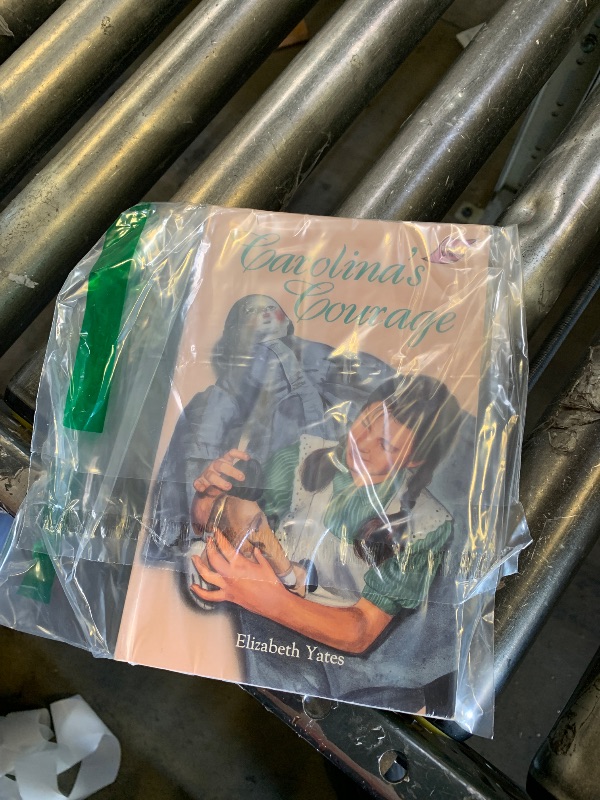 Carolina's
Courage
Elizabeth Yates